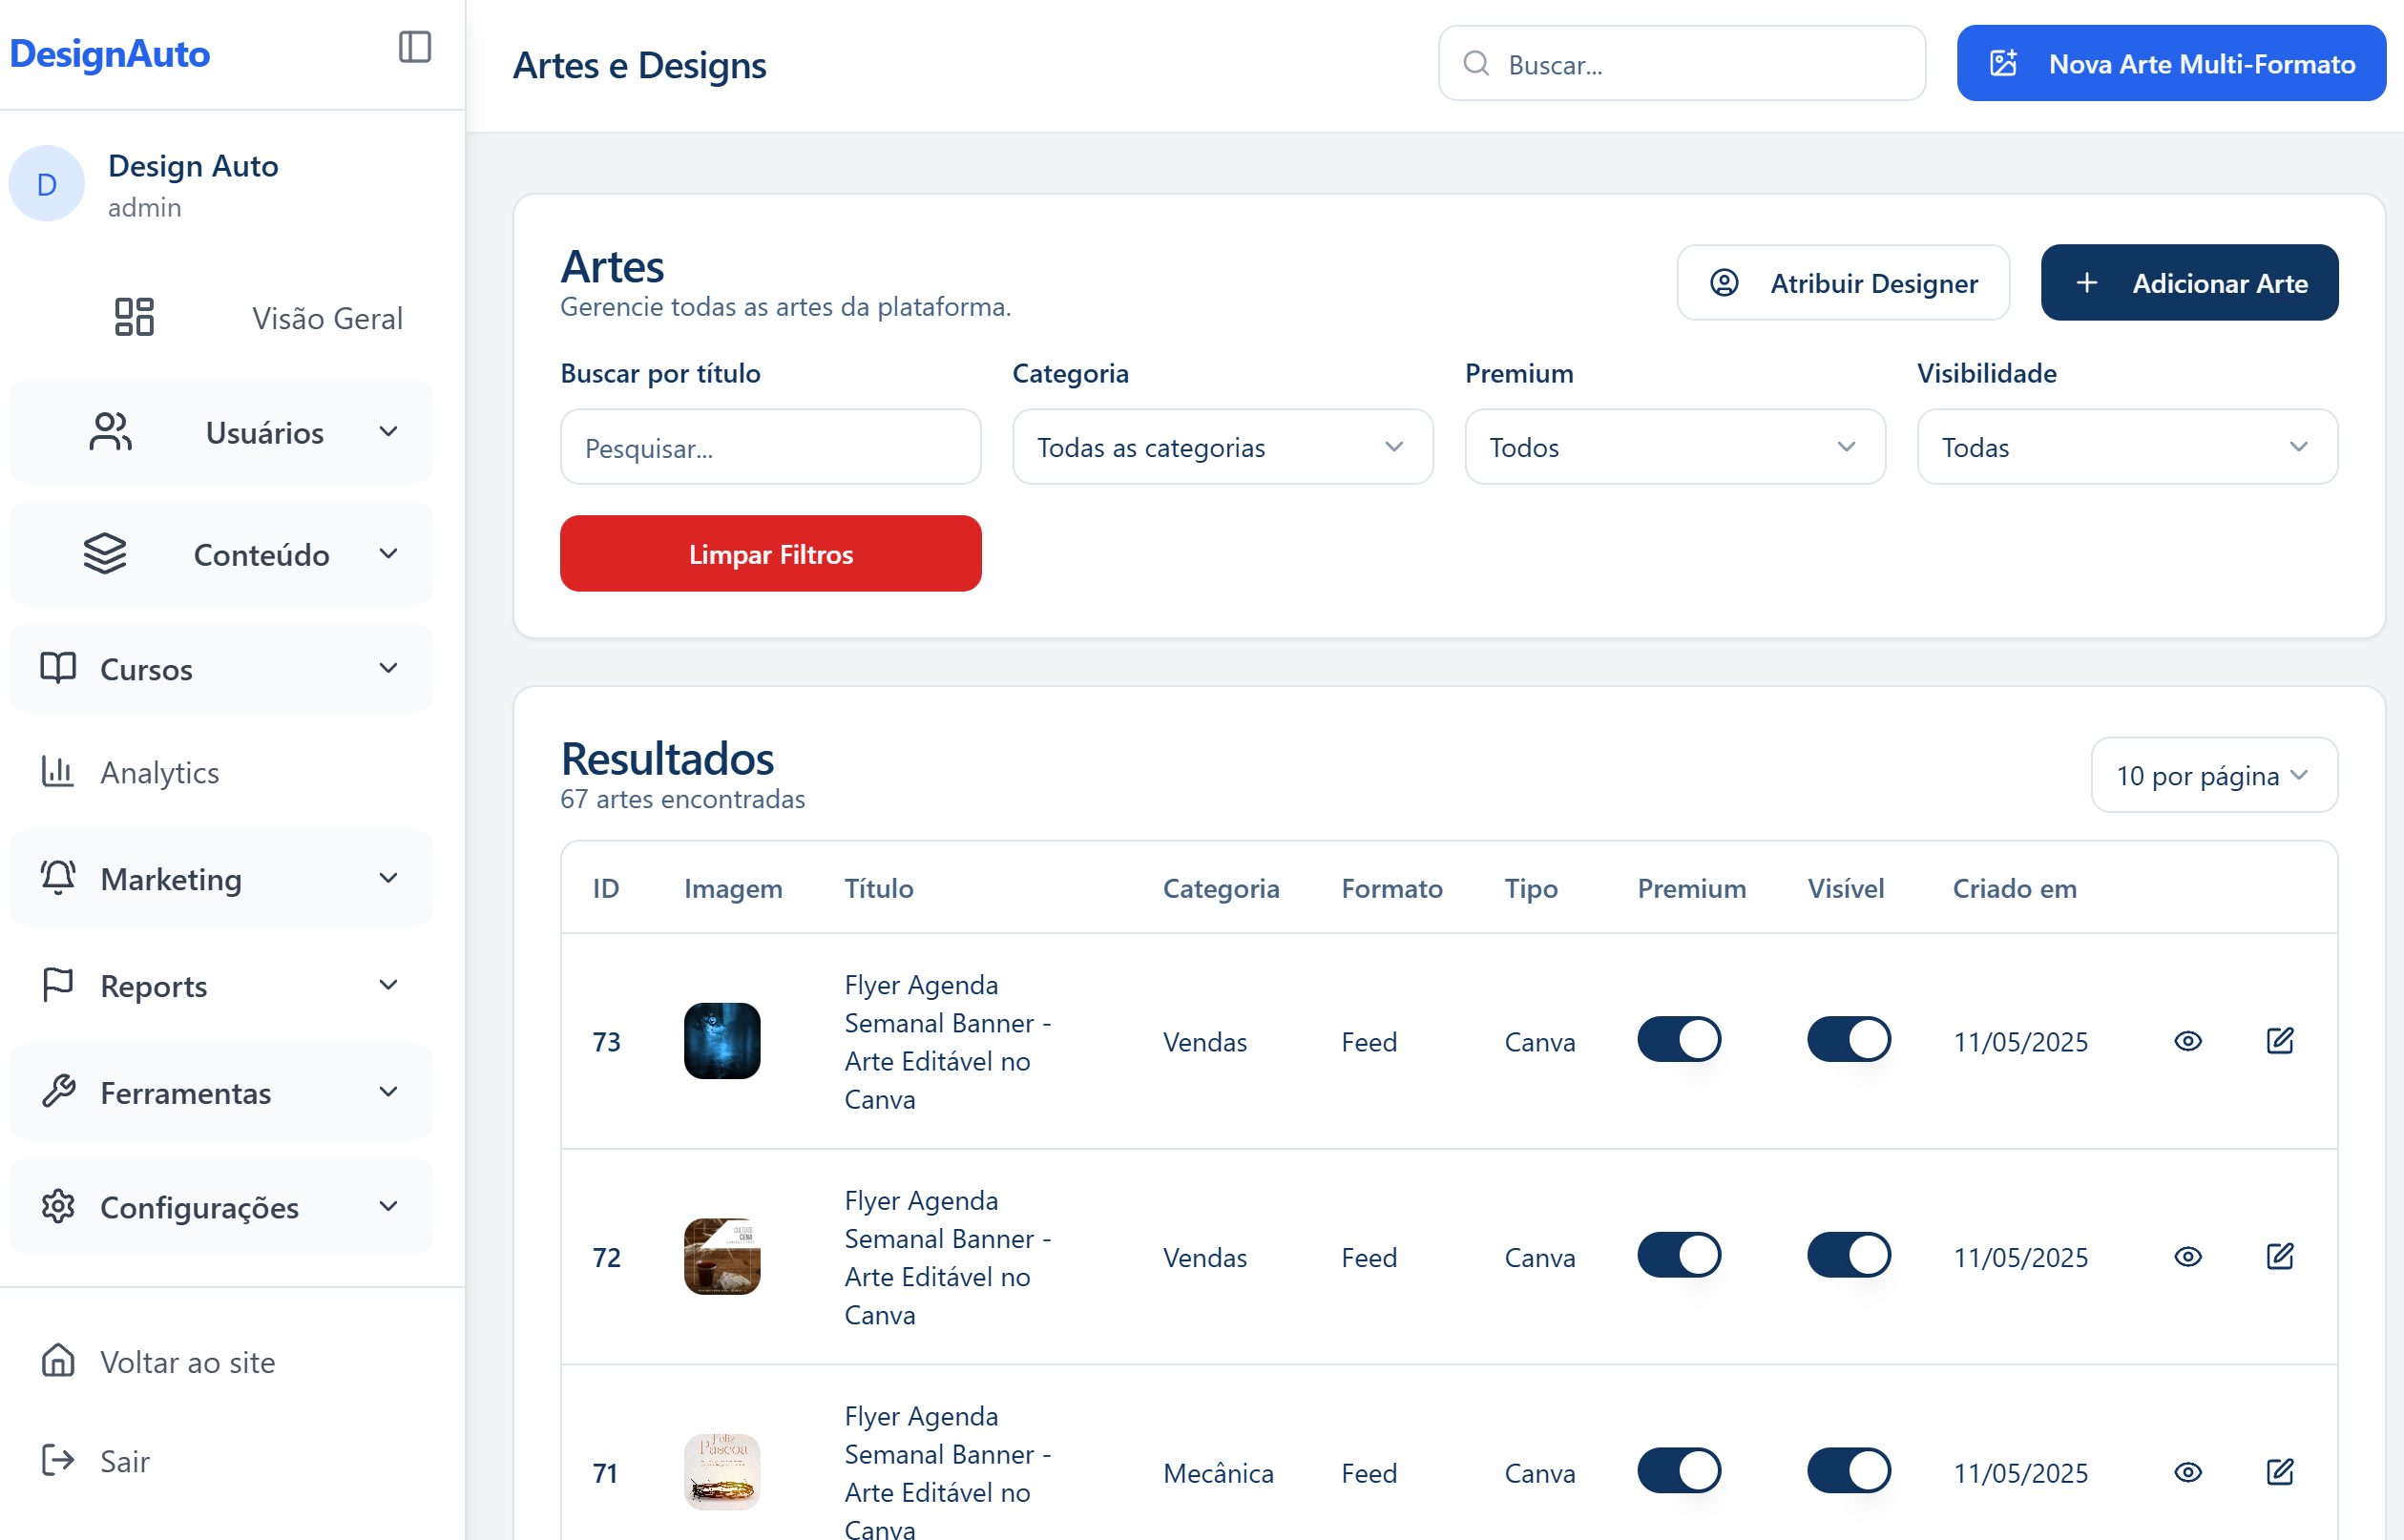 DesignAuto
D
Design Auto
admin
Visão Geral
Usuários
Conteúdo
Cursos
Analytics
Marketing
Reports
Ferramentas
Configurações
Voltar ao site
Sair
Artes e Designs
Buscar...
Nova Arte Multi-Formato
Artes
Gerencie todas as artes da plataforma.
Atribuir Designer
Adicionar Arte
Buscar por título
Categoria
Premium
Visibilidade
Pesquisar...
Todas as categorias
Todos
Todas
Limpar Filtros
Resultados
67 artes encontradas
10 por página
ID Imagem Título Categoria Formato Tipo Premium Visível Criado em
73
Flyer Agenda
Semanal Banner -
Arte Editável no
Canva
Vendas Feed Canva 11/05/2025
72
CENA
Flyer Agenda
Semanal Banner -
Arte Editável no
Canva
Vendas Feed Canva 11/05/2025
71
Feliz
Páscoa
Flyer Agenda
Semanal Banner -
Arte Editável no
Canva
Mecânica Feed Canva 11/05/2025